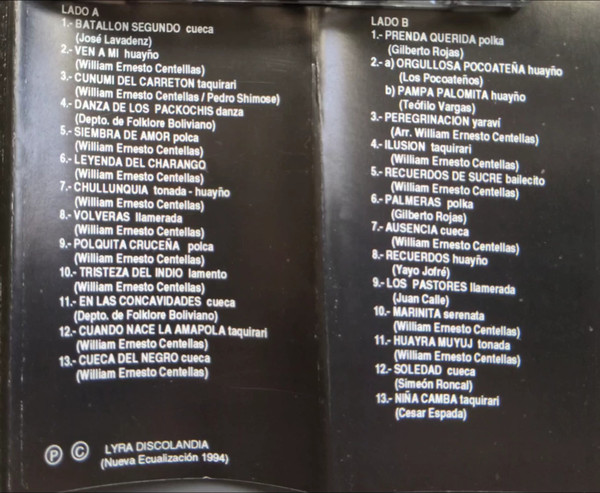 LADO A
1.- BATALLON SEGUNDO cueca
(José Lavadenz)
2.- VEN A MI huayño
(William Ernesto Centelllas)
3.- CUNUMI DEL CARRETON taquirari
(William Ernesto Centellas / Pedro Shimose)
4.- DANZA DE LOS PACKOCHIS danza
(Depto. de Folklore Boliviano)
5.- SIEMBRA DE AMOR polca
(William Ernesto Centellas)
6.- LEYENDA DEL CHARANGO
(William Ernesto Centellas)
7.- CHULLUNQUIA tonada - huayño
(William Ernesto Centellas)
8.- VOLVERAS llamerada
(William Ernesto Centellas)
9.- POLQUITA CRUCEÑA polca
(William Ernesto Centellas)
10.- TRISTEZA DEL INDIO lamento
(William Ernesto Centellas)
11.- EN LAS CONCAVIDADES cueca
(Depto. de Folklore Boliviano)
12.- CUANDO NACE LA AMAPOLA taquirari
(William Ernesto Centellas)
13.- CUECA DEL NEGRO cueca
(William Ernesto Centellas)
Ⓟ © LYRA DISCOLANDIA
(Nueva Ecualización 1994)
LADO B
1.- PRENDA QUERIDA polka
(Gilberto Rojas)
2.- a) ORGULLOSA POCOATEÑA huayño
(Los Pocoateños)
b) PAMPA PALOMITA huayño
(Teófilo Vargas)
3.- PEREGRINACION yaraví
(Arr. William Ernesto Centellas)
4.- ILUSION taquirari
(William Ernesto Centellas)
5.- RECUERDOS DE SUCRE bailecito
(William Ernesto Centellas)
6.- PALMERAS polka
(Gilberto Rojas)
7.- AUSENCIA cueca
(William Ernesto Centellas)
8.- RECUERDOS huayño
(Yayo Jofré)
9.- LOS PASTORES llamerada
(Juan Calle)
10.- MARINITA serenata
(William Ernesto Centellas)
11.- HUAYRA MUYUJ tonada
(William Ernesto Centellas)
12.- SOLEDAD cueca
(Simeón Roncal)
13.- NIÑA CAMBA taquirari
(Cesar Espada)